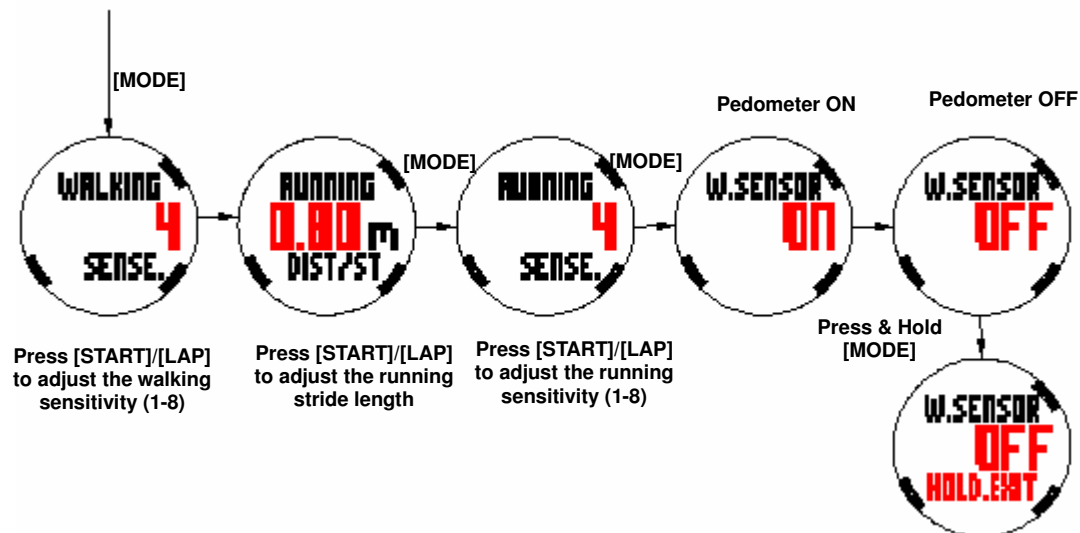 [MODE]
Pedometer ON
Pedometer OFF
WALKING
4
SENSE.
[MODE]
RUNNING
0.80 m
DIST/ST
[MODE]
RUNNING
4
SENSE.
W.SENSOR
ON
W.SENSOR
OFF
Press [START]/[LAP]
to adjust the walking
sensitivity (1-8)
Press [START]/[LAP]
to adjust the running
stride length
Press [START]/[LAP]
to adjust the running
sensitivity (1-8)
Press & Hold
[MODE]
W.SENSOR
OFF
HOLD.EXIT